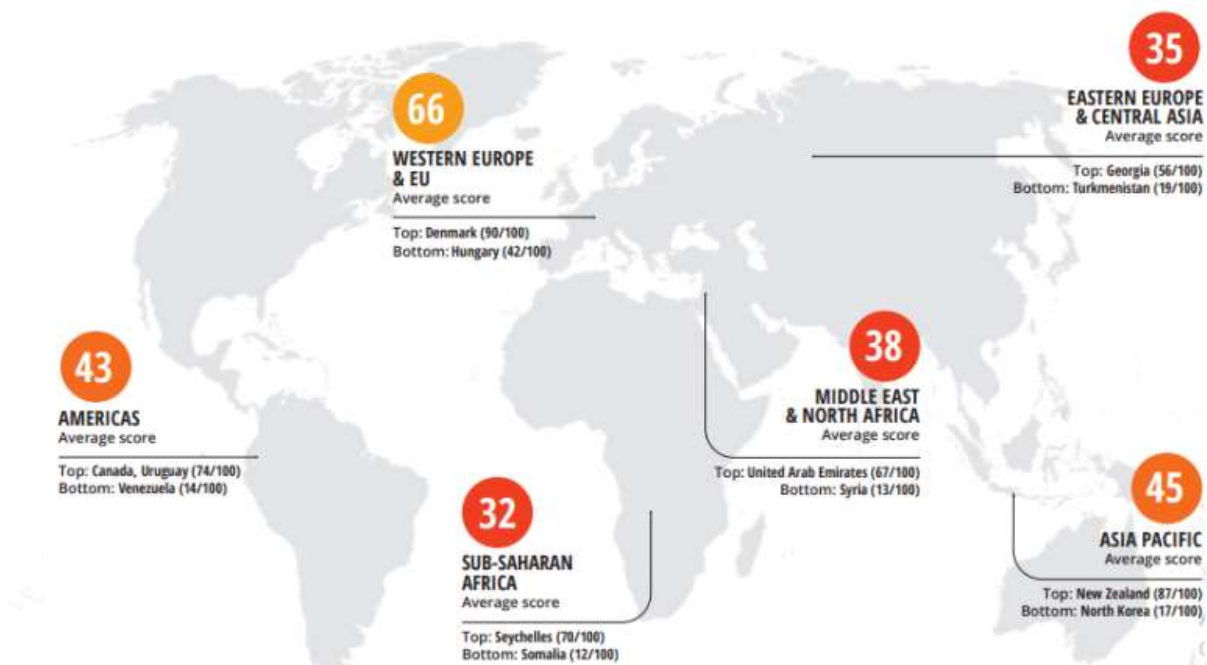 35
EASTERN EUROPE
& CENTRAL ASIA
Average score
Top: Georgia (56/100)
Bottom: Turkmenistan (19/100)
66
WESTERN EUROPE
& EU
Average score
Top: Denmark (90/100)
Bottom: Hungary (42/100)
43
AMERICAS
Average score
Top: Canada, Uruguay (74/100)
Bottom: Venezuela (14/100)
38
MIDDLE EAST
& NORTH AFRICA
Average score
Top: United Arab Emirates (67/100)
Bottom: Syria (13/100)
32
SUB-SAHARAN
AFRICA
Average score
Top: Seychelles (70/100)
Bottom: Somalia (12/100)
45
ASIA PACIFIC
Average score
Top: New Zealand (87/100)
Bottom: North Korea (17/100)